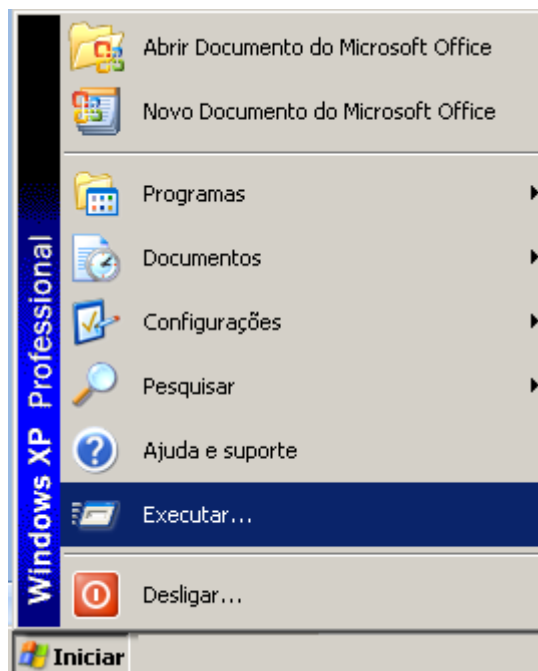 Abrir Documento do Microsoft Office
Novo Documento do Microsoft Office
Programas
Documentos
Configurações
Pesquisar
Ajuda e suporte
Executar...
Desligar...
Windows XP Professional
Iniciar